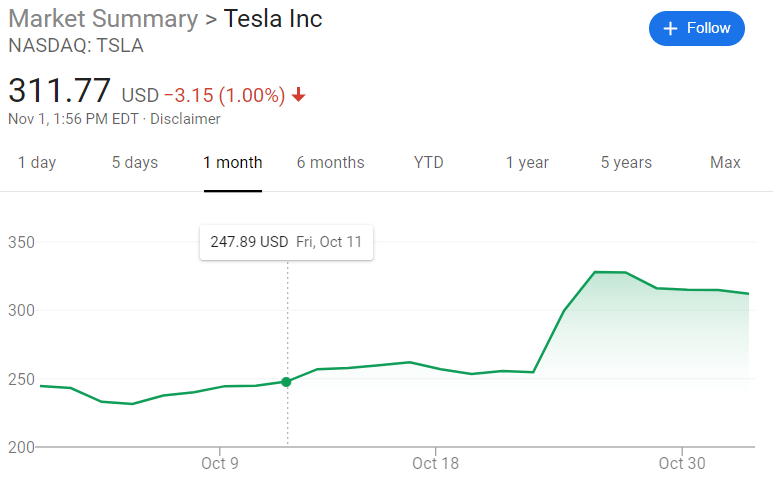 Market Summary > Tesla Inc
Follow
NASDAQ: TSLA
311.77 USD −3.15 (1.00%)
Nov 1, 1:56 PM EDT · Disclaimer
1 day 5 days 1 month 6 months YTD 1 year 5 years Max
247.89 USD Fri, Oct 11
350
300
250
200
Oct 9 Oct 18 Oct 30